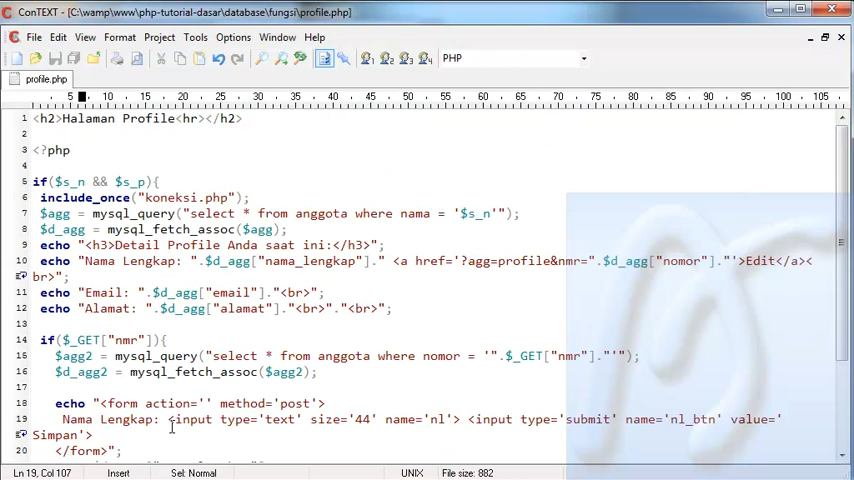 ConTEXT - [C:\wamp\www\php-tutorial-dasar\database\fungsi\profile.php]
File Edit View Format Project Tools Options Window Help
1 2 3 4 PHP
profile.php
5 10 15 20 25 30 35 40 45 50 55 60 65 70 75 80 85 90 95 100 105
1 <h2>Halaman Profile<hr></h2>
2
3 <?php
4
5 if($s_n && $s_p){
6 include_once("koneksi.php");
7 $agg = mysql_query("select * from anggota where nama = '$s_n'");
8 $d_agg = mysql_fetch_assoc($agg);
9 echo "<h3>Detail Profile Anda saat ini:</h3>";
10 echo "Nama Lengkap: ".$d_agg["nama_lengkap"]." <a href='?agg=profile&nmr=".$d_agg["nomor"]."'>Edit</a><
br>";
11 echo "Email: ".$d_agg["email"]."<br>";
12 echo "Alamat: ".$d_agg["alamat"]."<br>"."<br>";
13
14 if($_GET["nmr"]){
15 $agg2 = mysql_query("select * from anggota where nomor = '".$_GET["nmr"]."'");
16 $d_agg2 = mysql_fetch_assoc($agg2);
17
18 echo "<form action='' method='post'>
19 Nama Lengkap: <input type='text' size='44' name='nl'> <input type='submit' name='nl_btn' value='
Simpan'>
20 </form>";
Ln 19, Col 107 Insert Sel: Normal UNIX File size: 882